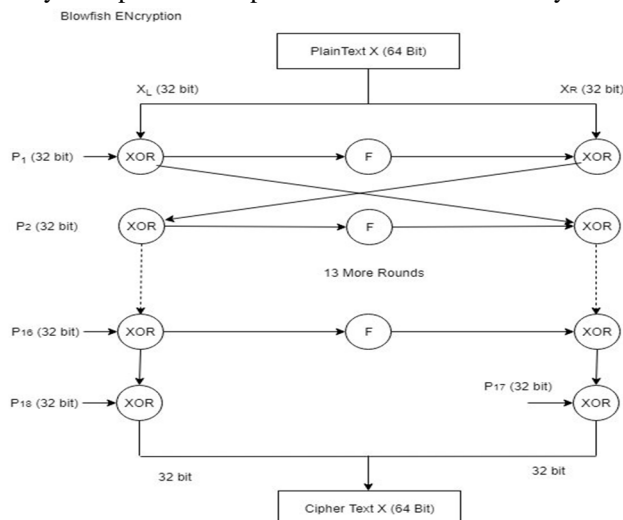 Blowfish ENcryption
PlainText X (64 Bit)
XL (32 bit)
XR (32 bit)
P1 (32 bit)
XOR
F
XOR
P2 (32 bit)
XOR
F
XOR
13 More Rounds
P16 (32 bit)
XOR
F
XOR
P18 (32 bit)
XOR
P17 (32 bit)
XOR
32 bit
32 bit
Cipher Text X (64 Bit)